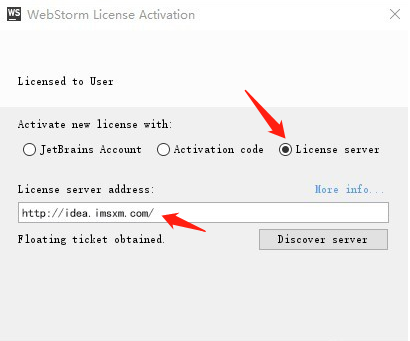 WS WebStorm License Activation
Licensed to User
Activate new license with:
JetBrains Account Activation code License server
License server address: More info...
http://idea.imsxm.com/
Floating ticket obtained. Discover server